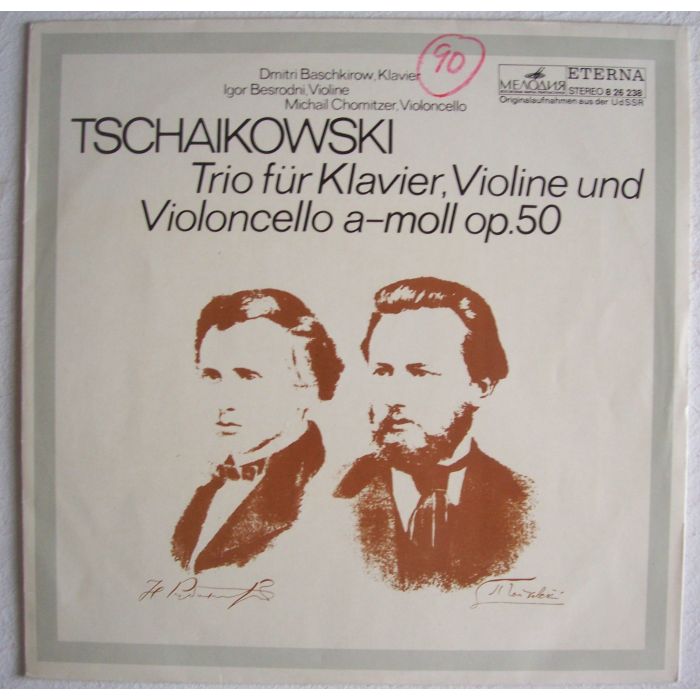 Dmitri Baschkirow, Klavier
Igor Besrodni, Violine
Michail Chomitzer, Violoncello
90
МЕЛОДИЯ
ETERNA
STEREO 8 26 238
Originalaufnahmen aus der UdSSR
TSCHAIKOWSKI
Trio für Klavier, Violine und
Violoncello a-moll op. 50